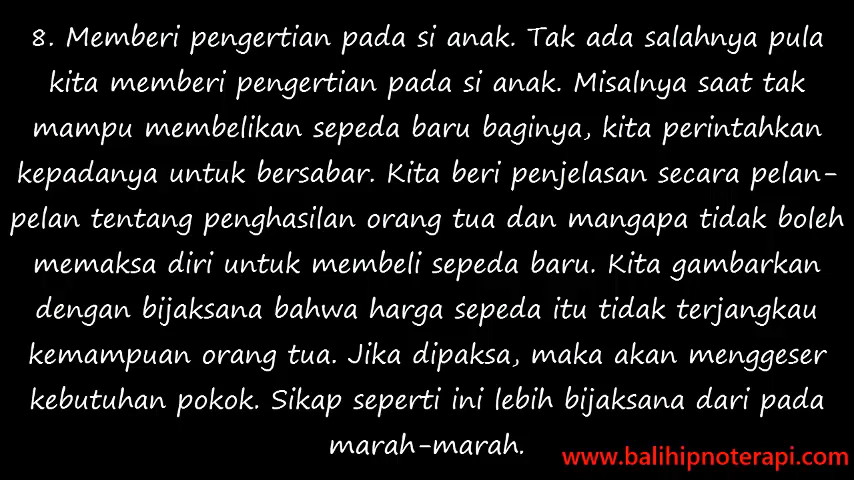 8. Memberi pengertian pada si anak. Tak ada salahnya pula
kita memberi pengertian pada si anak. Misalnya saat tak
mampu membelikan sepeda baru baginya, kita perintahkan
kepadanya untuk bersabar. Kita beri penjelasan secara pelan-
pelan tentang penghasilan orang tua dan mangapa tidak boleh
memaksa diri untuk membeli sepeda baru. Kita gambarkan
dengan bijaksana bahwa harga sepeda itu tidak terjangkau
kemampuan orang tua. Jika dipaksa, maka akan menggeser
kebutuhan pokok. Sikap seperti ini lebih bijaksana dari pada
marah-marah.
www.balihipnoterapi.com